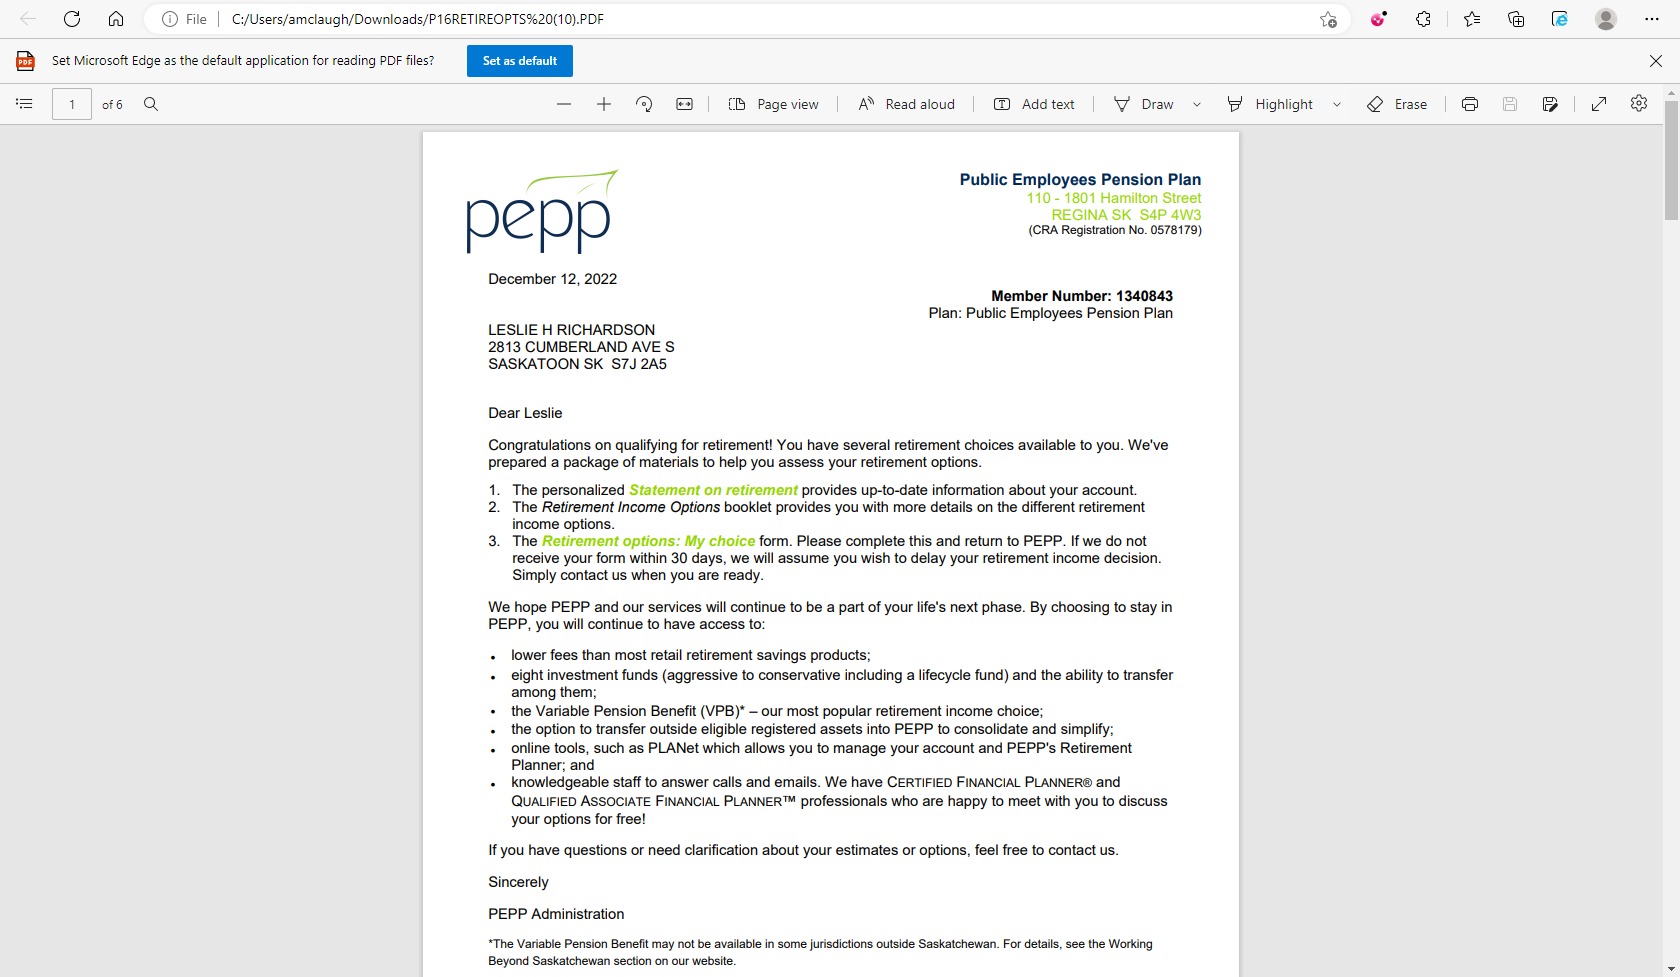 File
C:/Users/amclaugh/Downloads/P16RETIREOPTS%20(10).PDF
Set Microsoft Edge as the default application for reading PDF files?
Set as default
1 of 6
Page view
Read aloud
Add text
Draw
Highlight
Erase
pepp
Public Employees Pension Plan
110 - 1801 Hamilton Street
REGINA SK  S4P 4W3
(CRA Registration No. 0578179)
December 12, 2022
Member Number: 1340843
Plan: Public Employees Pension Plan
LESLIE H RICHARDSON
2813 CUMBERLAND AVE S
SASKATOON SK  S7J 2A5
Dear Leslie
Congratulations on qualifying for retirement! You have several retirement choices available to you. We've
prepared a package of materials to help you assess your retirement options.
1. The personalized Statement on retirement provides up-to-date information about your account.
2. The Retirement Income Options booklet provides you with more details on the different retirement
income options.
3. The Retirement options: My choice form. Please complete this and return to PEPP. If we do not
receive your form within 30 days, we will assume you wish to delay your retirement income decision.
Simply contact us when you are ready.
We hope PEPP and our services will continue to be a part of your life's next phase. By choosing to stay in
PEPP, you will continue to have access to:
• lower fees than most retail retirement savings products;
• eight investment funds (aggressive to conservative including a lifecycle fund) and the ability to transfer
among them;
• the Variable Pension Benefit (VPB)* – our most popular retirement income choice;
• the option to transfer outside eligible registered assets into PEPP to consolidate and simplify;
• online tools, such as PLANet which allows you to manage your account and PEPP's Retirement
Planner; and
• knowledgeable staff to answer calls and emails. We have CERTIFIED FINANCIAL PLANNER® and
QUALIFIED ASSOCIATE FINANCIAL PLANNER™ professionals who are happy to meet with you to discuss
your options for free!
If you have questions or need clarification about your estimates or options, feel free to contact us.
Sincerely
PEPP Administration
*The Variable Pension Benefit may not be available in some jurisdictions outside Saskatchewan. For details, see the Working
Beyond Saskatchewan section on our website.